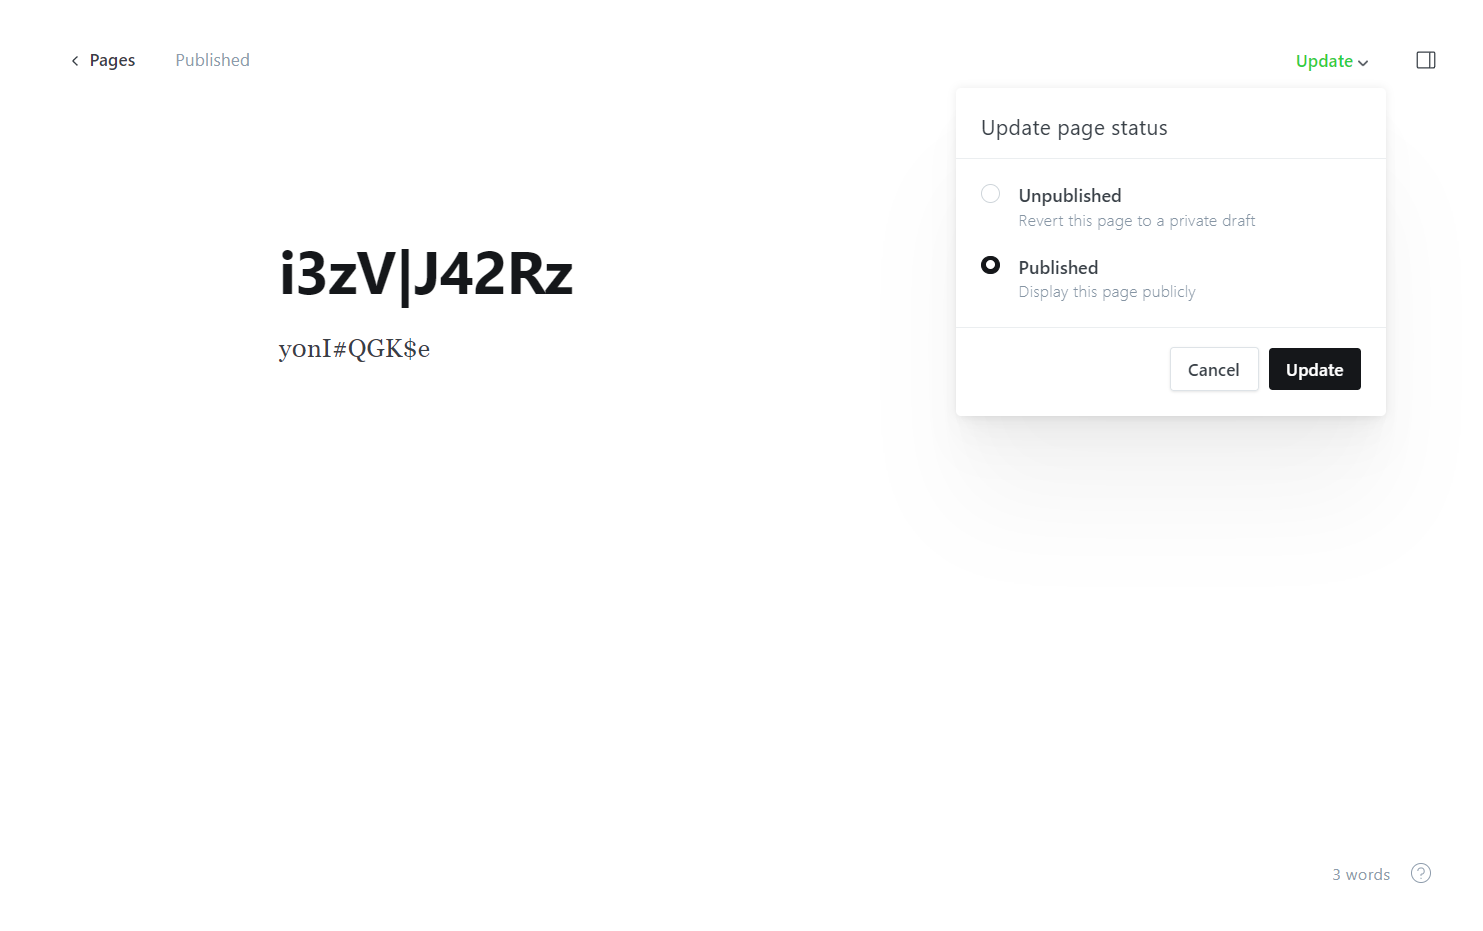 Pages Published Update
Update page status
Unpublished
Revert this page to a private draft
i3zV|J42Rz
Published
Display this page publicly
yonI#QGK$e
Cancel Update
3 words ?